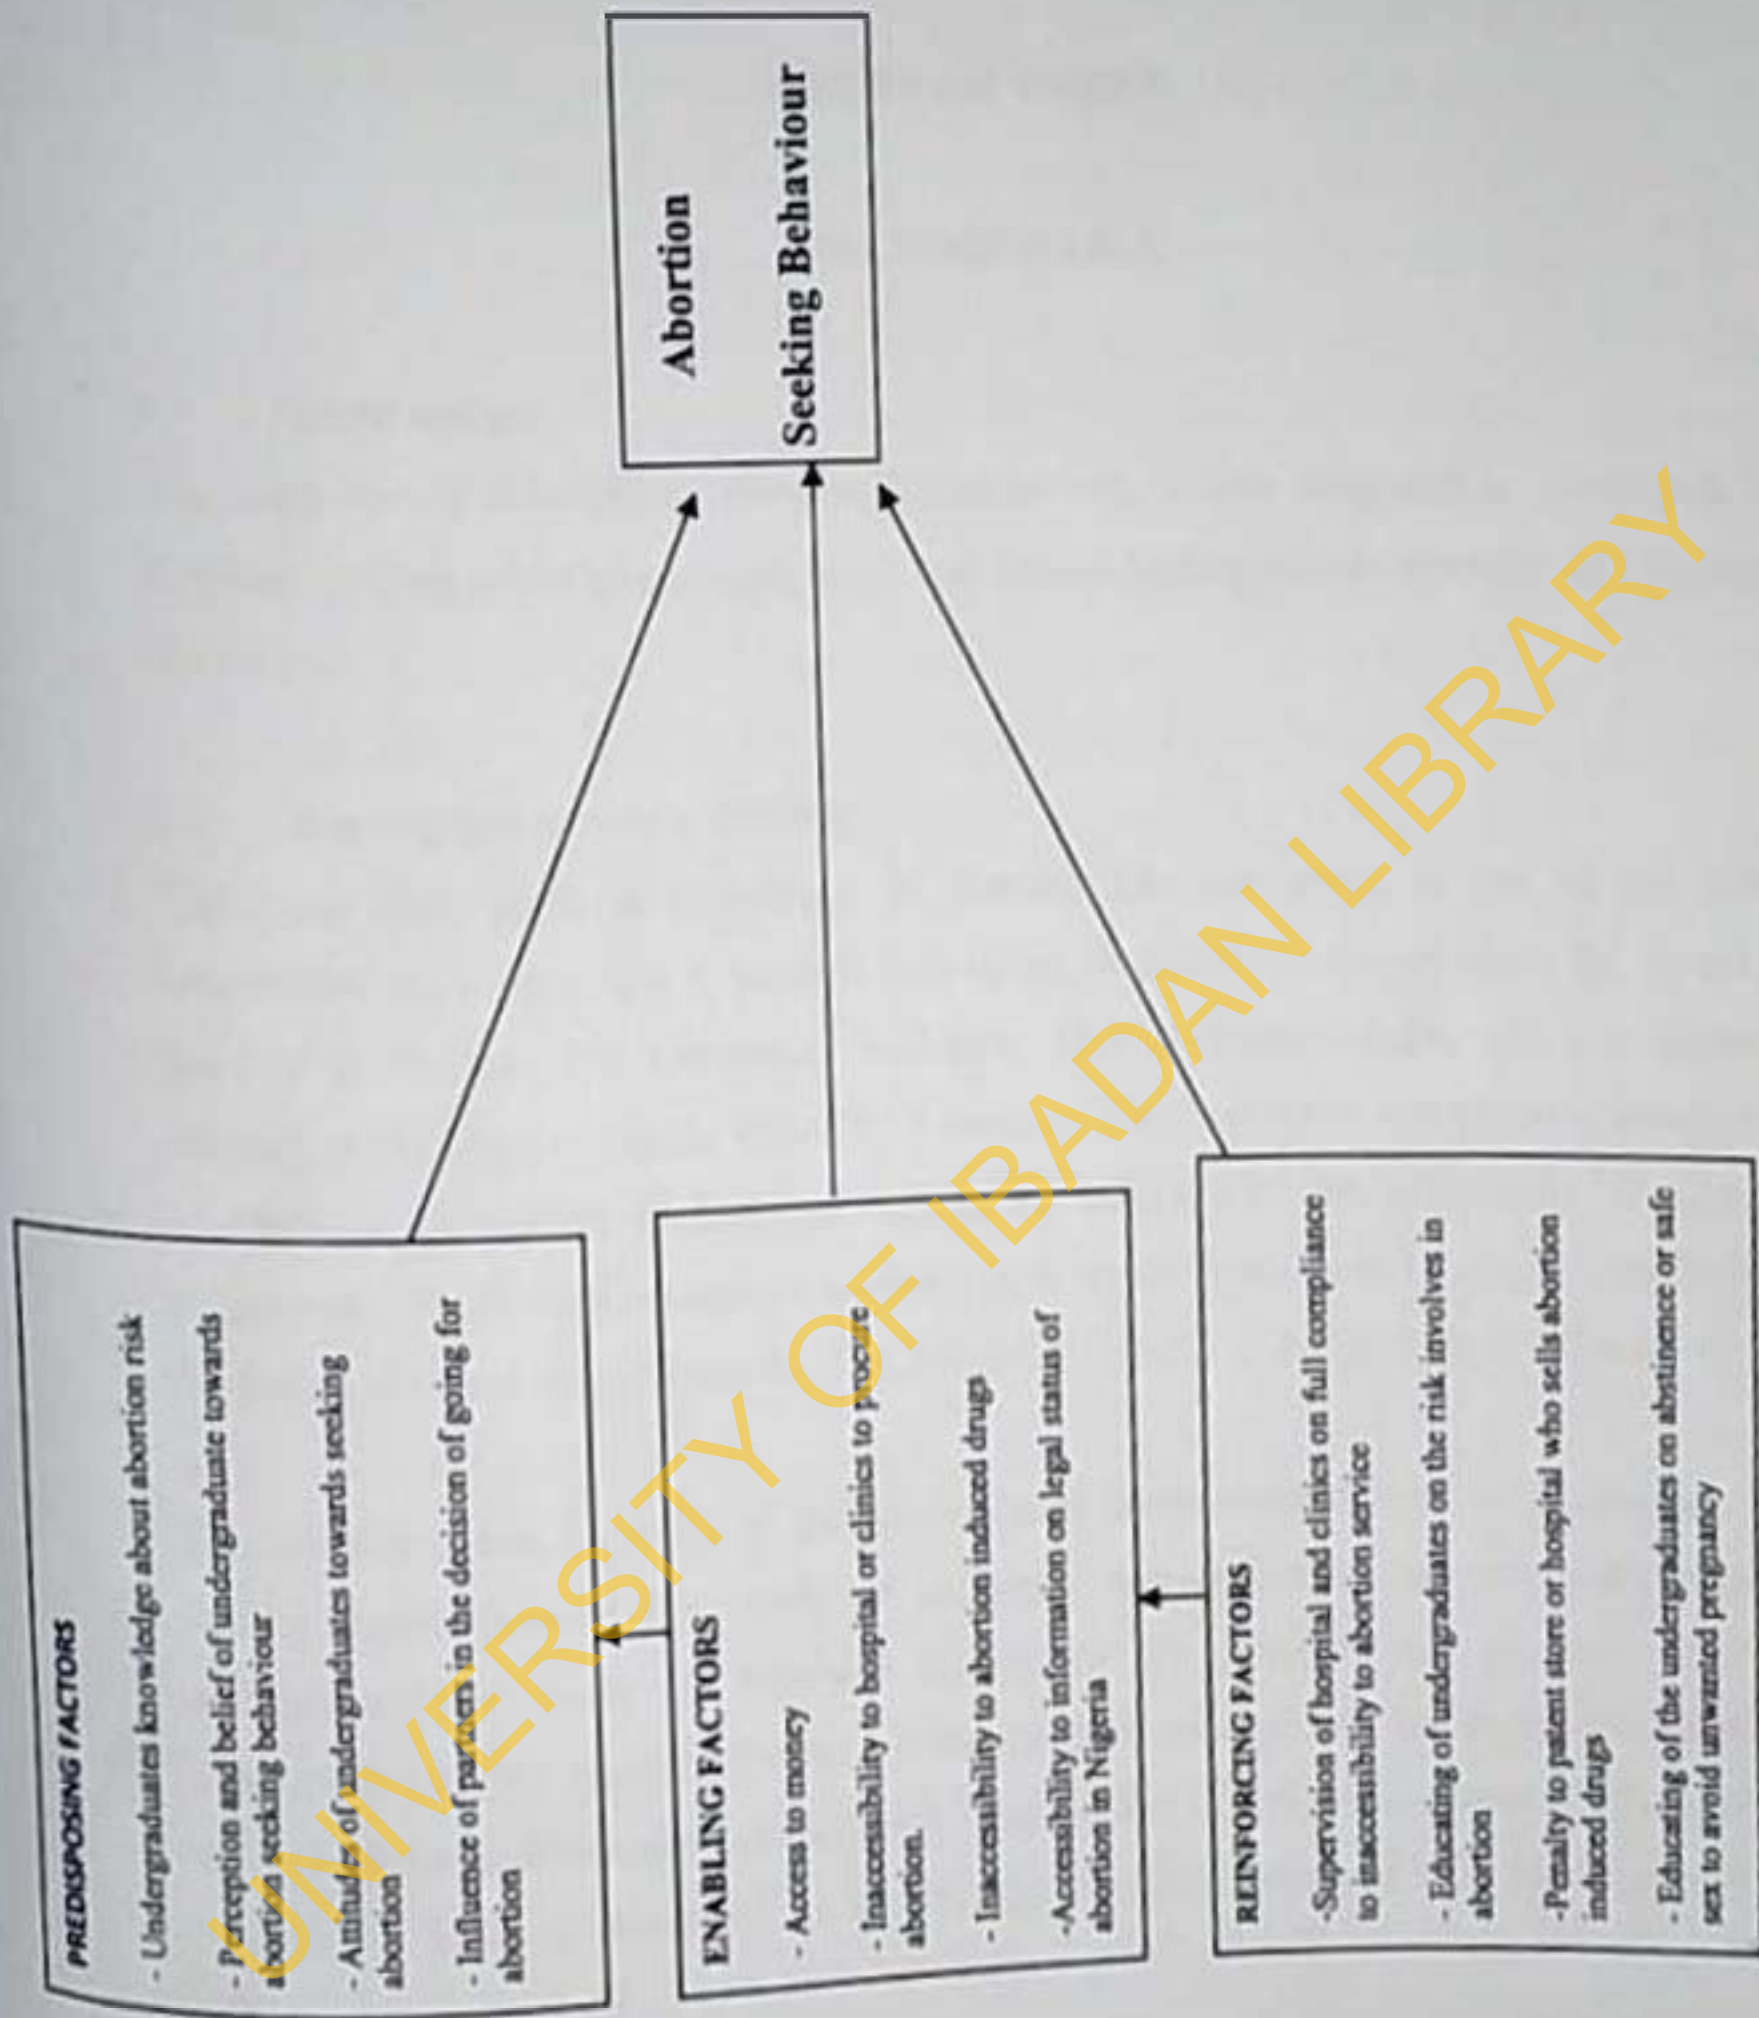 PREDISPOSING FACTORS
- Undergraduates knowledge about abortion risk
- Perception and belief of undergraduate towards
abortion seeking behaviour
- Attitudes of undergraduates towards seeking
abortion
- Influence of partners in the decision of going for
abortion
ENABLING FACTORS
- Access to money
- Inaccessibility to hospital or clinics to procure
abortion.
- Inaccessibility to abortion induced drugs
-Accessibility to information on legal status of
abortion in Nigeria
REINFORCING FACTORS
-Supervision of hospital and clinics on full compliance
to inaccessibility to abortion service
- Educating of undergraduates on the risk involves in
abortion
-Penalty to patent store or hospital who sells abortion
induced drugs
- Educating of the undergraduates on abstinence or safe
sex to avoid unwanted pregnancy
Abortion
Seeking Behaviour
UNIVERSITY OF IBADAN LIBRARY